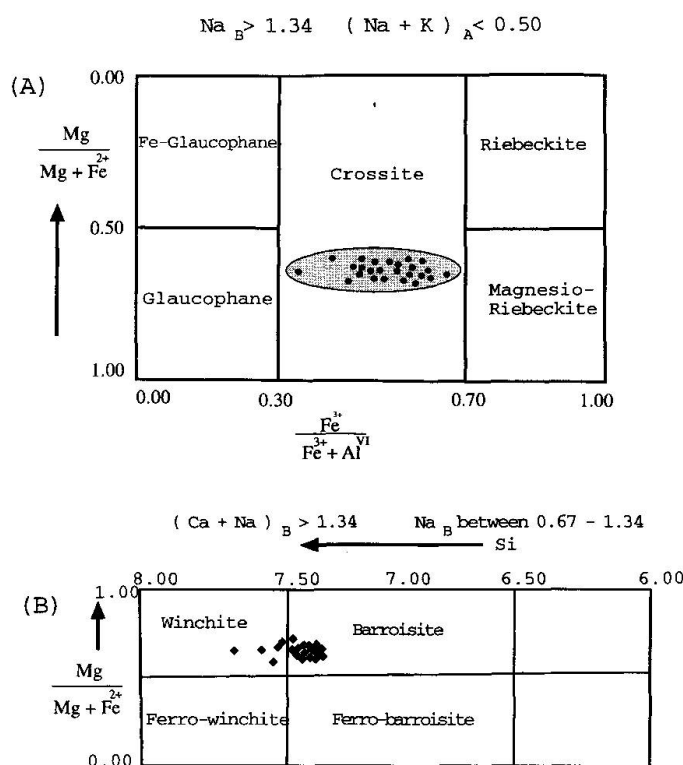 Na B > 1.34 ( Na + K ) A < 0.50
(A)
0.00
Mg
Mg + Fe2+
Fe-Glaucophane
Crossite
Riebeckite
0.50
Glaucophane
Magnesio-
Riebeckite
1.00
0.00 0.30 0.70 1.00
Fe3+
Fe3+ + AlVI
( Ca + Na ) B > 1.34 Na B between 0.67 - 1.34
Si
8.00 7.50 7.00 6.50 6.00
(B)
1.00
Winchite Barroisite
Mg
Mg + Fe2+
Ferro-winchite Ferro-barroisite
0.00